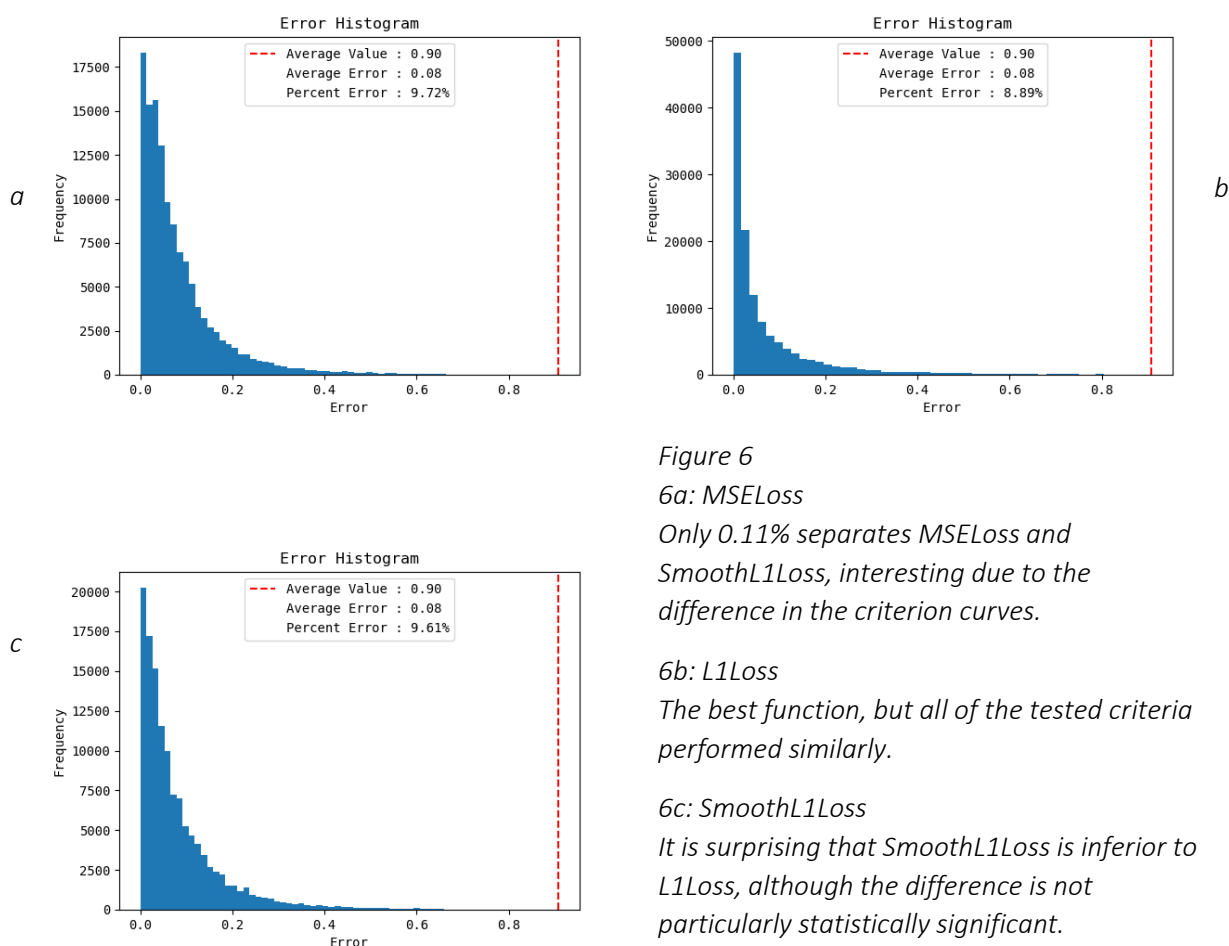 Error Histogram
Average Value : 0.90
Average Error : 0.08
Percent Error : 9.72%
17500
15000
12500
10000
7500
5000
2500
0
Frequency
0.0 0.2 0.4 0.6 0.8
Error
a
Error Histogram
Average Value : 0.90
Average Error : 0.08
Percent Error : 8.89%
50000
40000
30000
20000
10000
0
Frequency
0.0 0.2 0.4 0.6 0.8
Error
b
Error Histogram
Average Value : 0.90
Average Error : 0.08
Percent Error : 9.61%
20000
17500
15000
12500
10000
7500
5000
2500
0
Frequency
0.0 0.2 0.4 0.6 0.8
Error
c
Figure 6
6a: MSELoss
Only 0.11% separates MSELoss and
SmoothL1Loss, interesting due to the
difference in the criterion curves.
6b: L1Loss
The best function, but all of the tested criteria
performed similarly.
6c: SmoothL1Loss
It is surprising that SmoothL1Loss is inferior to
L1Loss, although the difference is not
particularly statistically significant.